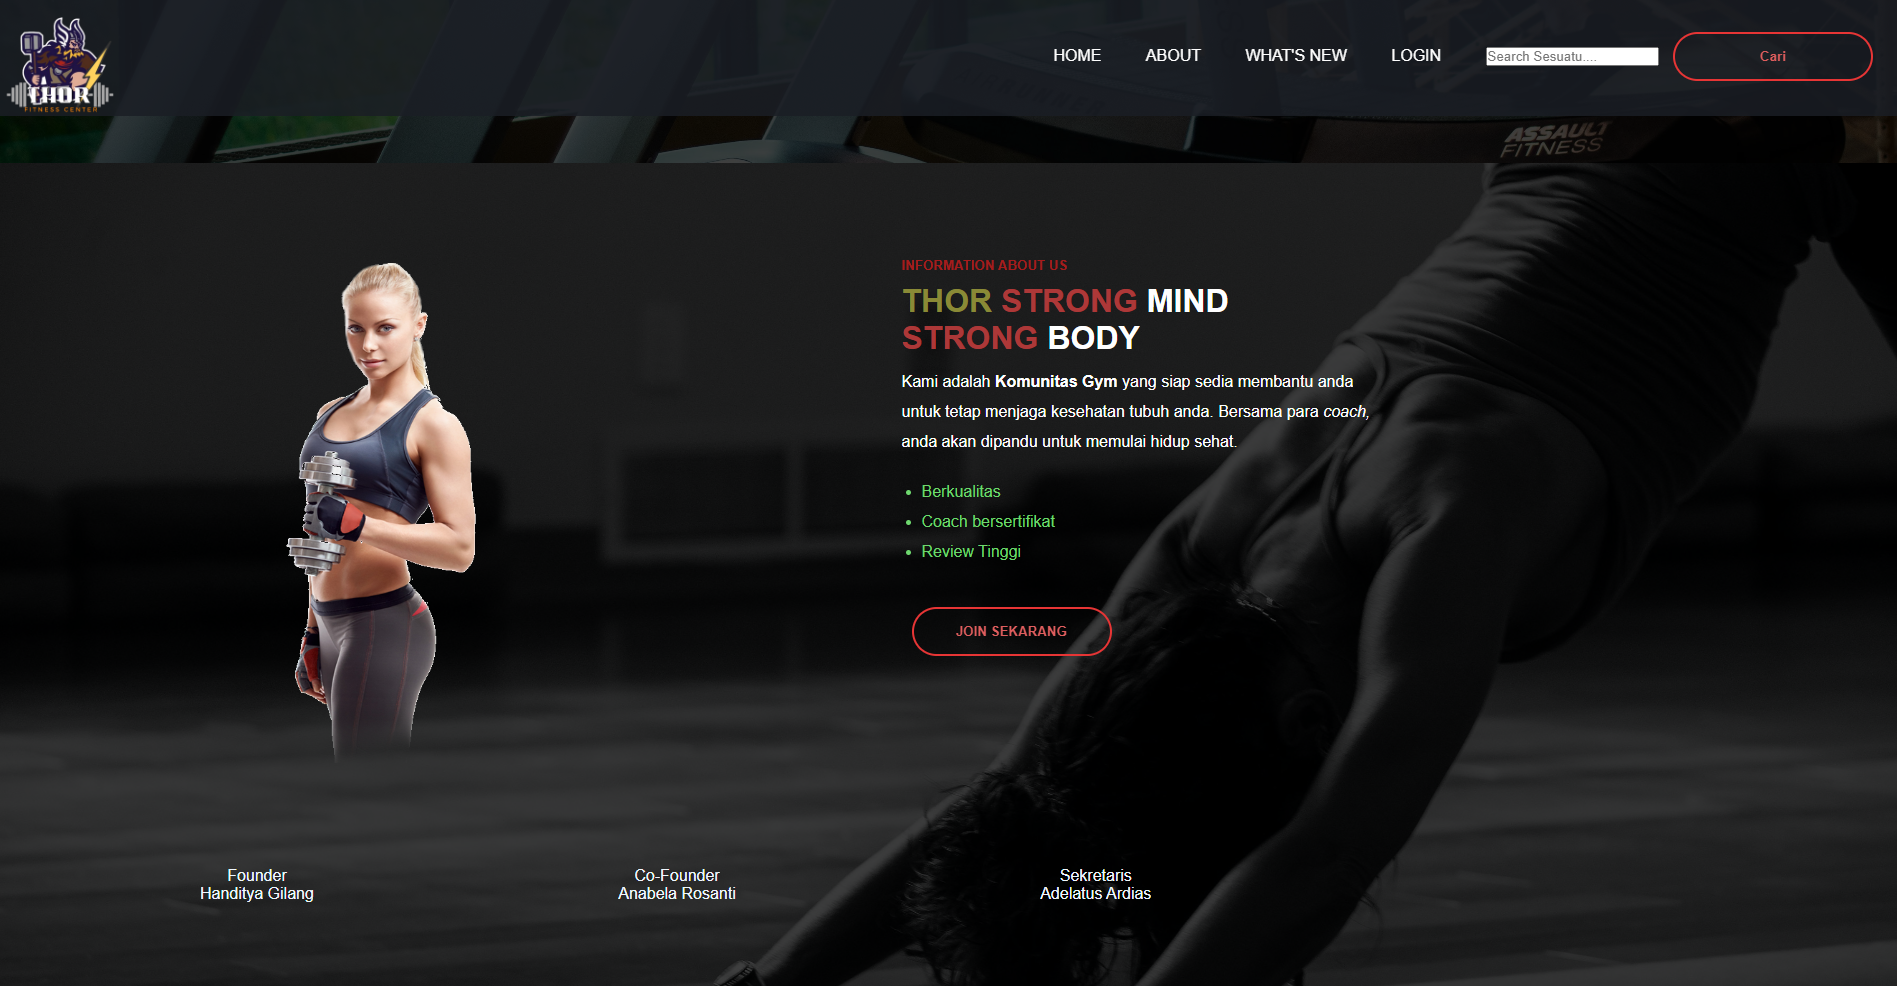 THOR
FITNESS CENTER
HOME ABOUT WHAT'S NEW LOGIN Search Sesuatu.... Cari
RUNNER
ASSAULT
FITNESS
INFORMATION ABOUT US
THOR STRONG MIND
STRONG BODY
Kami adalah Komunitas Gym yang siap sedia membantu anda
untuk tetap menjaga kesehatan tubuh anda. Bersama para coach,
anda akan dipandu untuk memulai hidup sehat.
Berkualitas
Coach bersertifikat
Review Tinggi
JOIN SEKARANG
Founder
Handitya Gilang
Co-Founder
Anabela Rosanti
Sekretaris
Adelatus Ardias